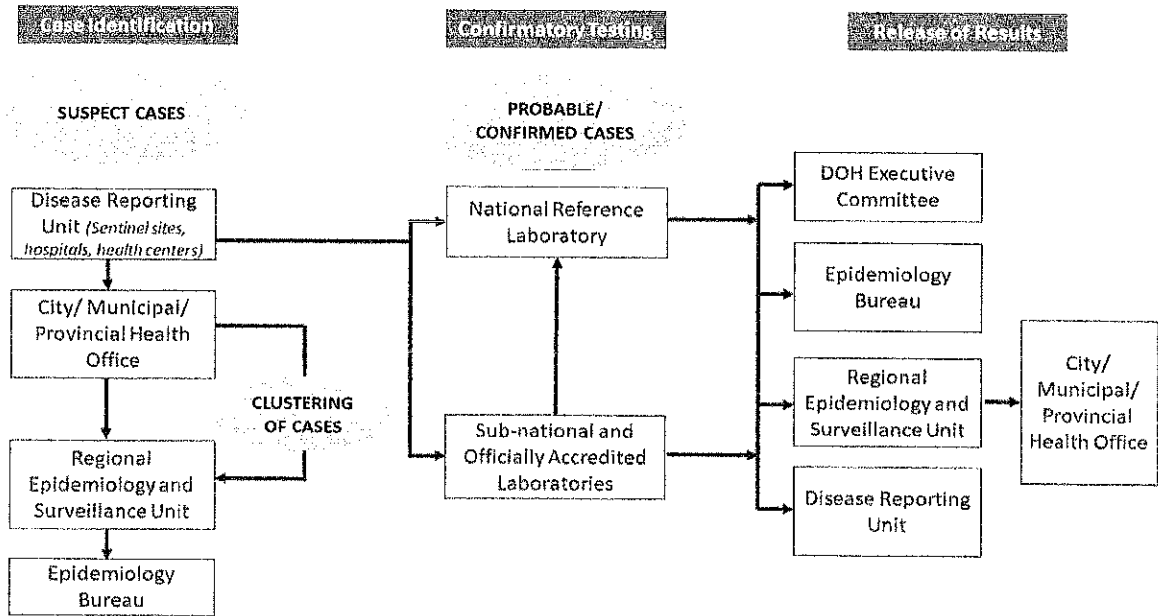 Case Identification
SUSPECT CASES
Disease Reporting
Unit (Sentinel sites,
hospitals, health centers)
City/ Municipal/
Provincial Health
Office
CLUSTERING
OF CASES
Regional
Epidemiology and
Surveillance Unit
Epidemiology
Bureau
Confirmatory Testing
PROBABLE/
CONFIRMED CASES
National Reference
Laboratory
Sub-national and
Officially Accredited
Laboratories
Release of Results
DOH Executive
Committee
Epidemiology
Bureau
Regional
Epidemiology and
Surveillance Unit
Disease Reporting
Unit
City/
Municipal/
Provincial
Health Office